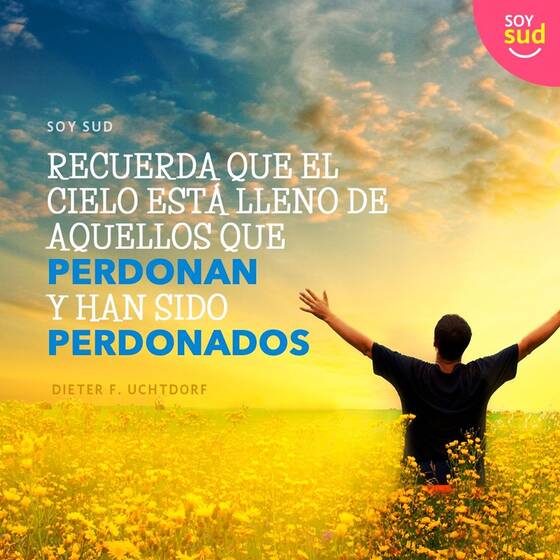 SOY
sud
SOY SUD
RECUERDA QUE EL
CIELO ESTÁ LLENO DE
AQUELLOS QUE
PERDONAN
Y HAN SIDO
PERDONADOS
DIETER F. UCHTDORF